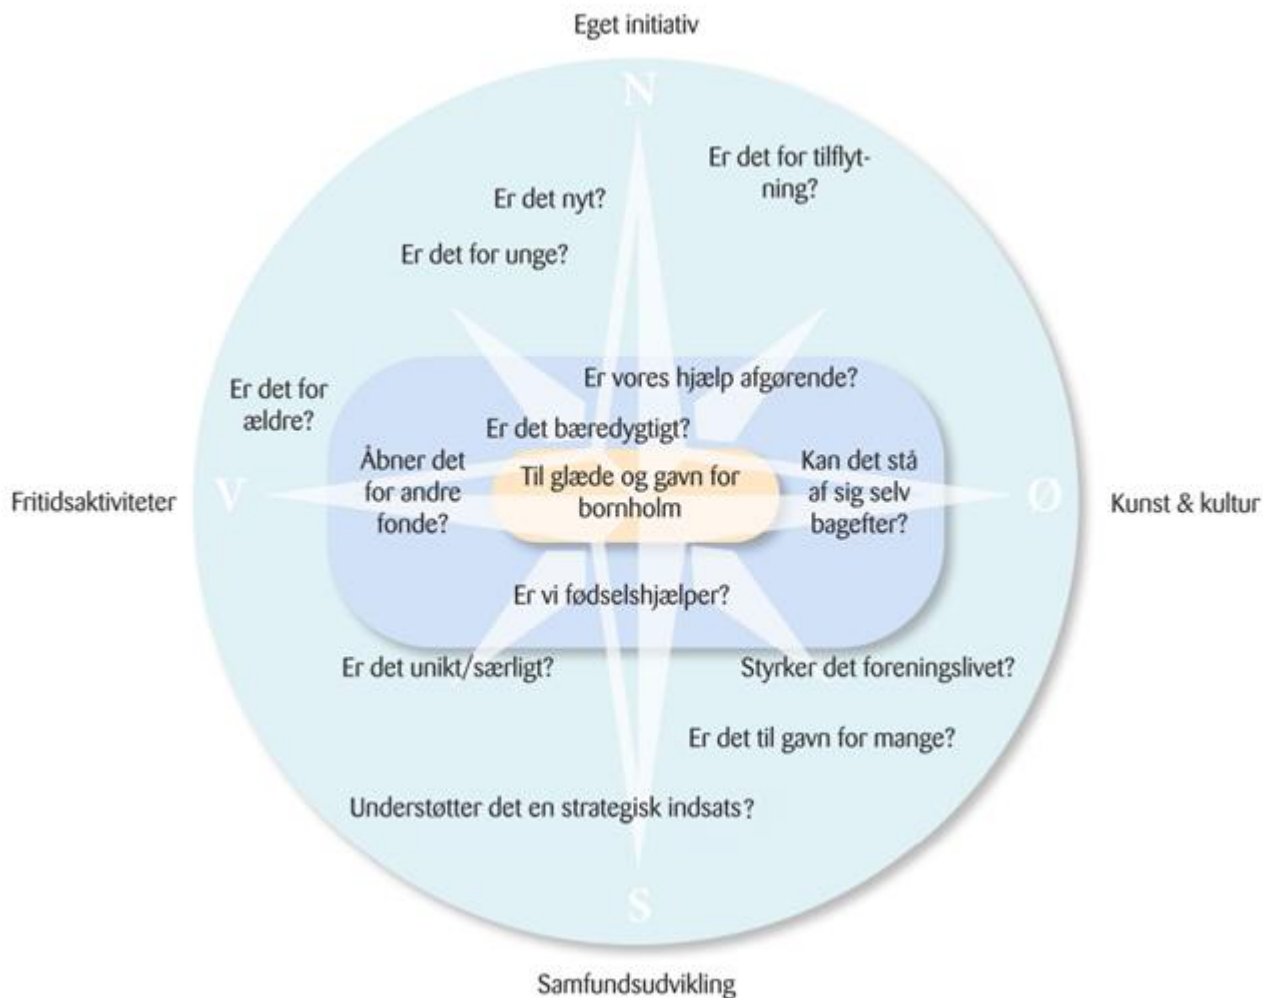 Eget initiativ
N
Er det for tilflyt-
ning?
Er det nyt?
Er det for unge?
Er vores hjælp afgørende?
Er det for
ældre?
Er det bæredygtigt?
Åbner det
for andre
fonde?
Til glæde og gavn for
bornholm
Kan det stå
af sig selv
bagefter?
Fritidsaktiviteter
V
Ø
Kunst & kultur
Er vi fødselshjælper?
Er det unikt/særligt?
Styrker det foreningslivet?
Er det til gavn for mange?
Understøtter det en strategisk indsats?
S
Samfundsudvikling